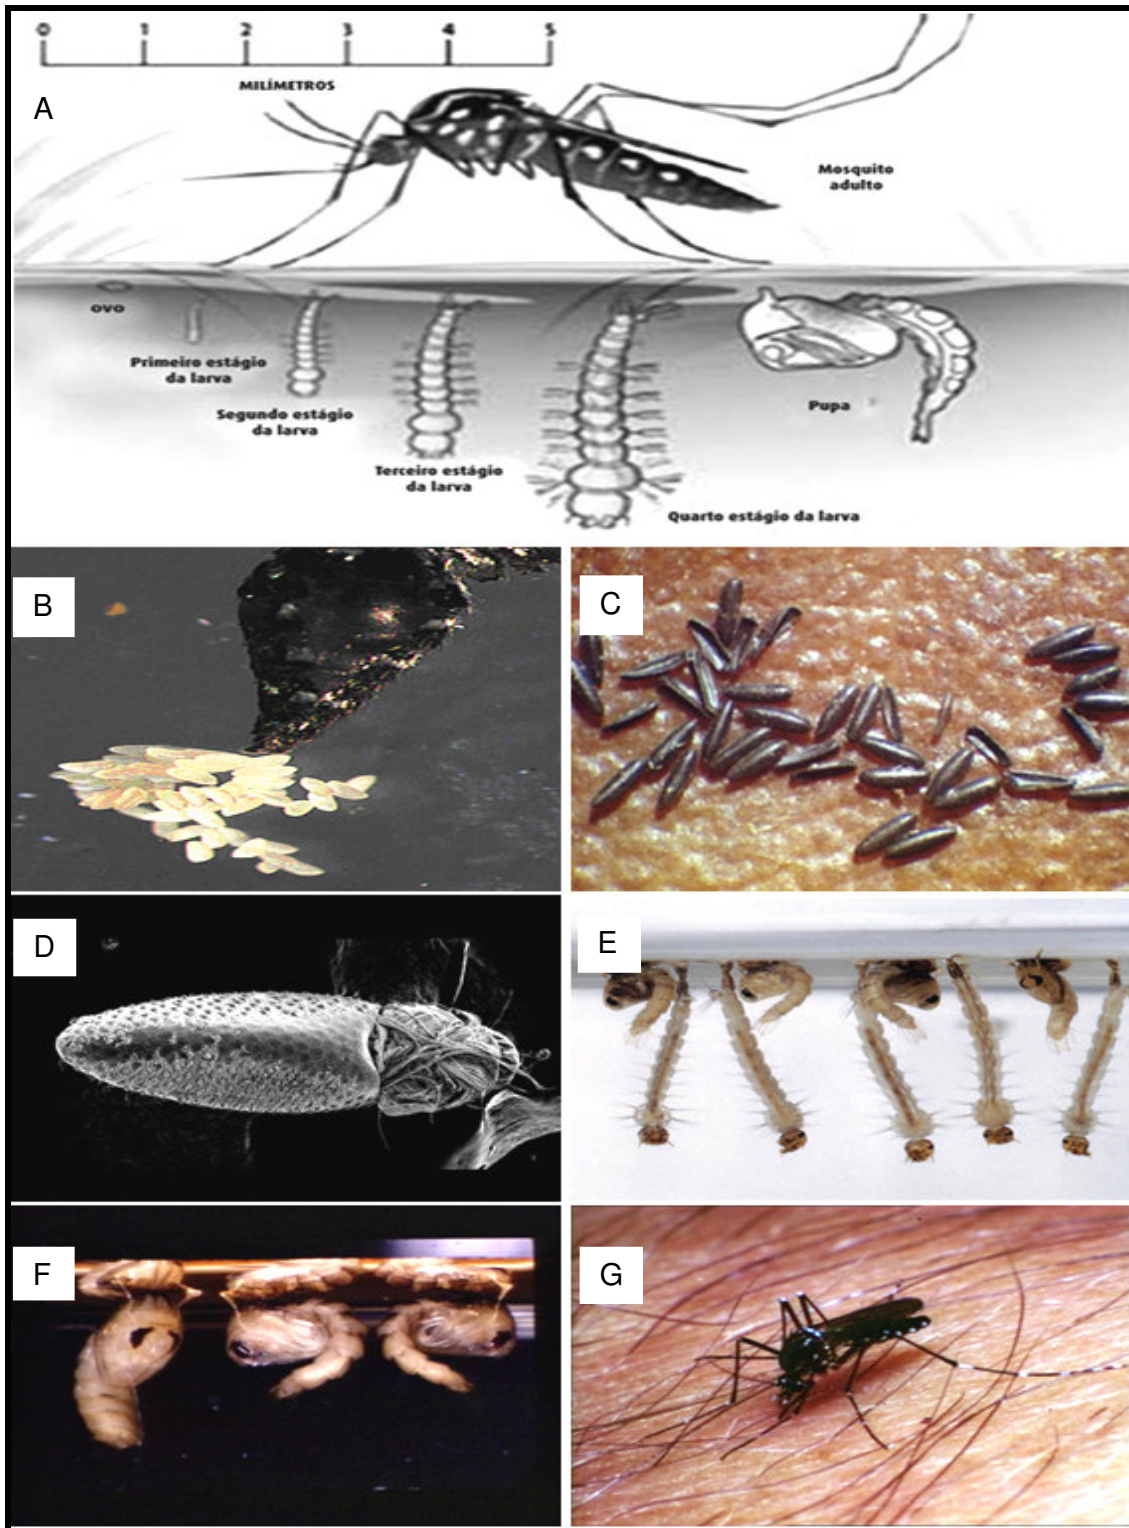 0 1 2 3 4 5
MILÍMETROS
A
Mosquito
adulto
ovo
Primeiro estágio
da larva
Segundo estágio
da larva
Terceiro estágio
da larva
Pupa
Quarto estágio da larva
B
C
D
E
F
G